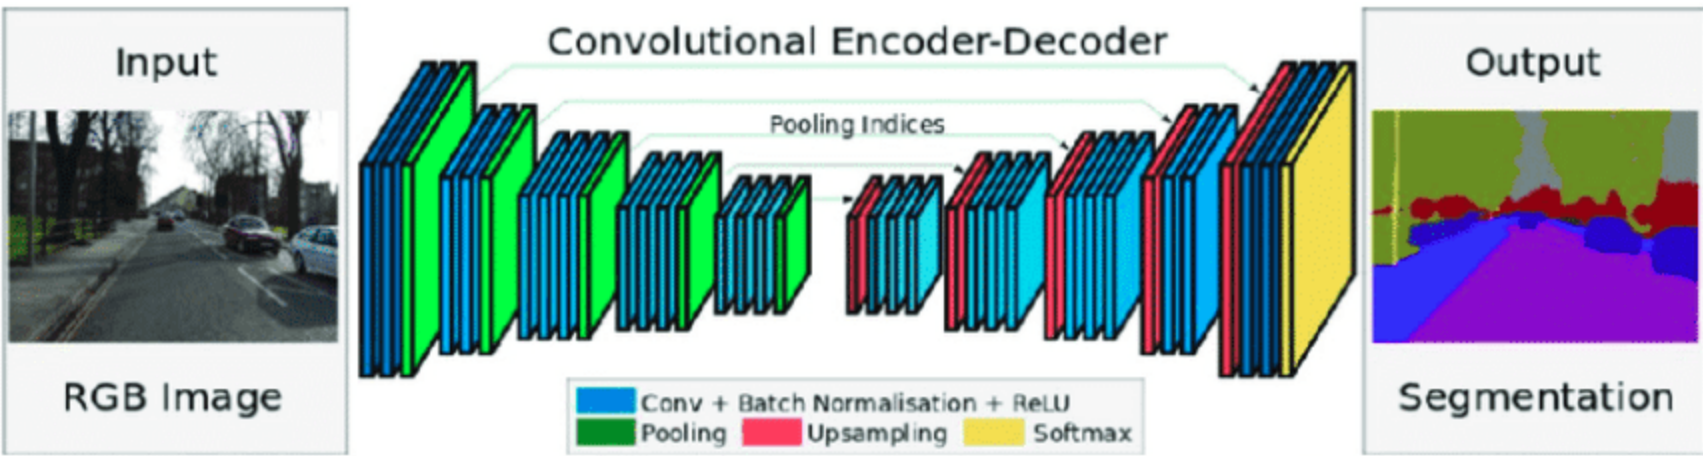 Input
RGB Image
Convolutional Encoder-Decoder
Pooling Indices
Conv + Batch Normalisation + ReLU
Pooling Upsampling Softmax
Output
Segmentation